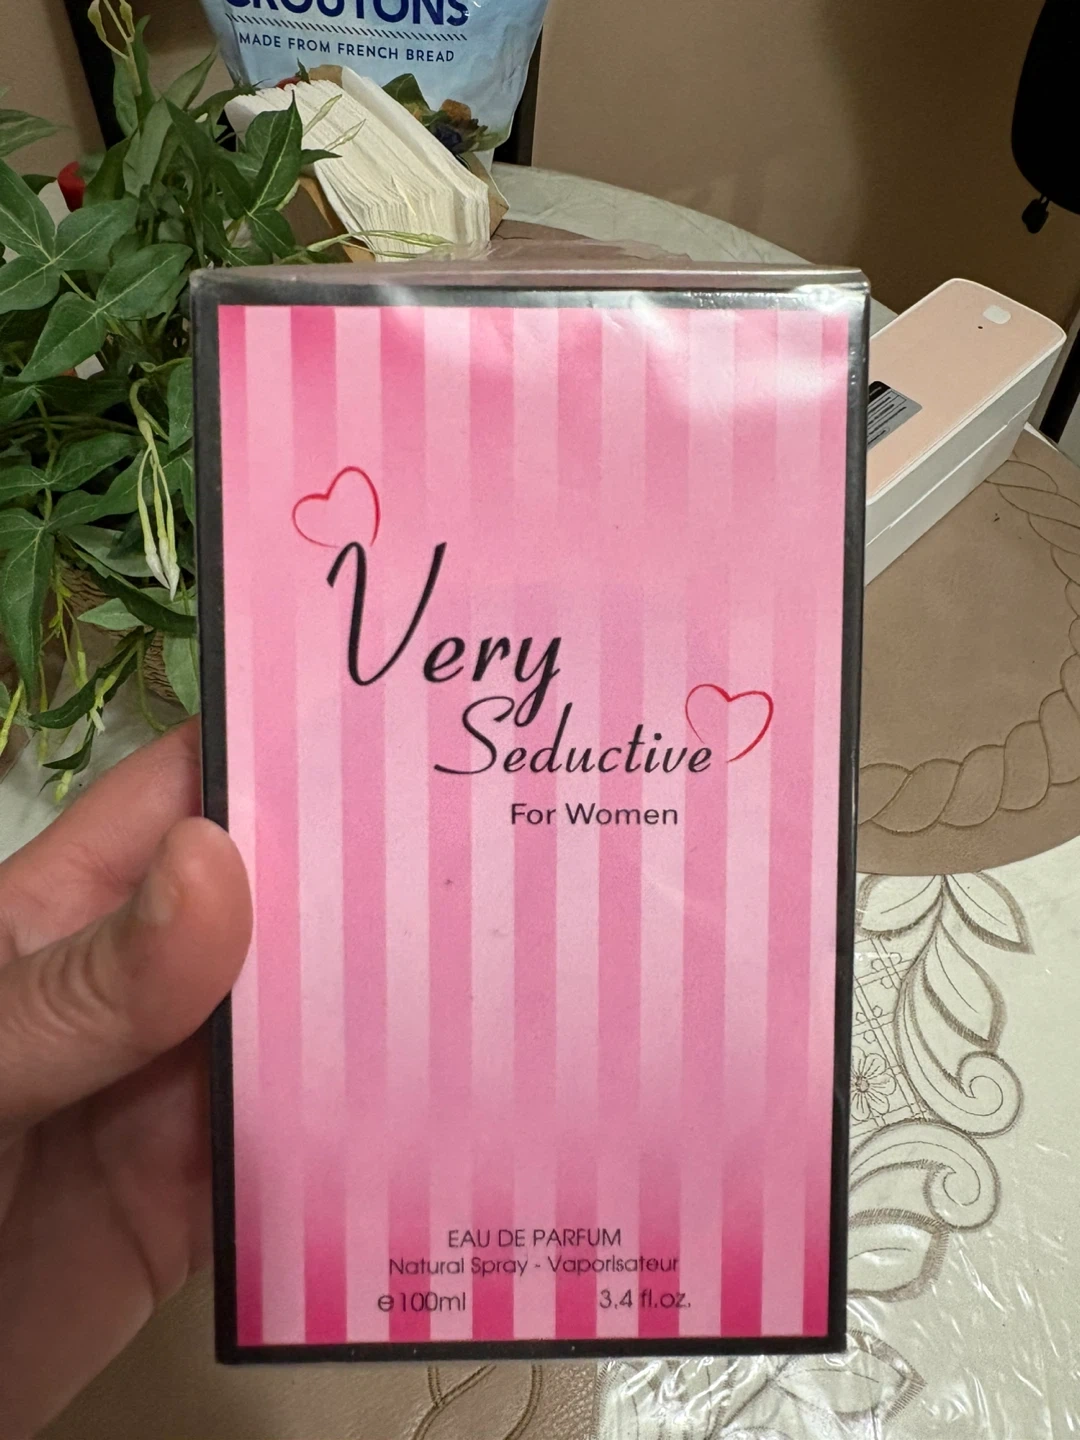 CROUTONS
MADE FROM FRENCH BREAD
Very
Seductive
For Women
EAU DE PARFUM
Natural Spray - Vaporisateur
℮100ml 3.4 fl.oz.